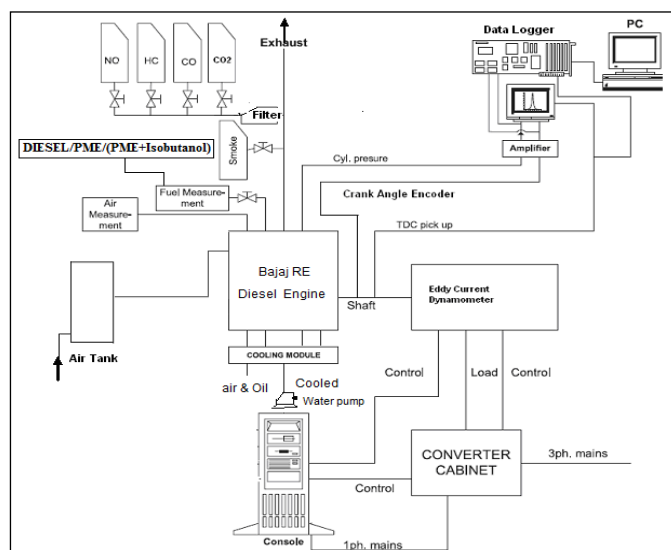 PC
Data Logger
Exhaust
NO
HC
CO
CO2
Filter
Smoke
Amplifier
DIESEL/PME/(PME+Isobutanol)
Cyl. presure
Fuel Measure-
ment
Crank Angle Encoder
Air
Measure-
ment
TDC pick up
Bajaj RE
Diesel Engine
Shaft
Eddy Current
Dynamometer
Air Tank
COOLING MODULE
air & Oil
Cooled
Water pump
Control
Load
Control
CONVERTER
CABINET
3ph. mains
Control
Console
1ph. mains